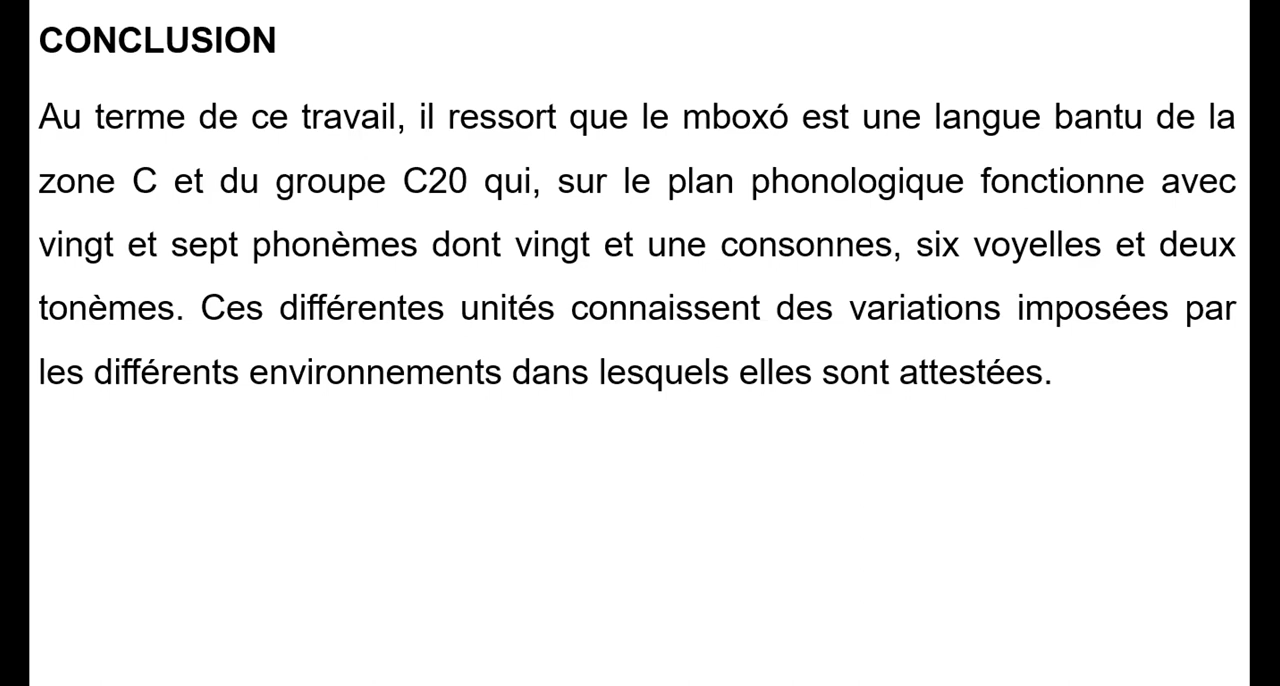 CONCLUSION
Au terme de ce travail, il ressort que le mboxó est une langue bantu de la
zone C et du groupe C20 qui, sur le plan phonologique fonctionne avec
vingt et sept phonèmes dont vingt et une consonnes, six voyelles et deux
tonèmes. Ces différentes unités connaissent des variations imposées par
les différents environnements dans lesquels elles sont attestées.